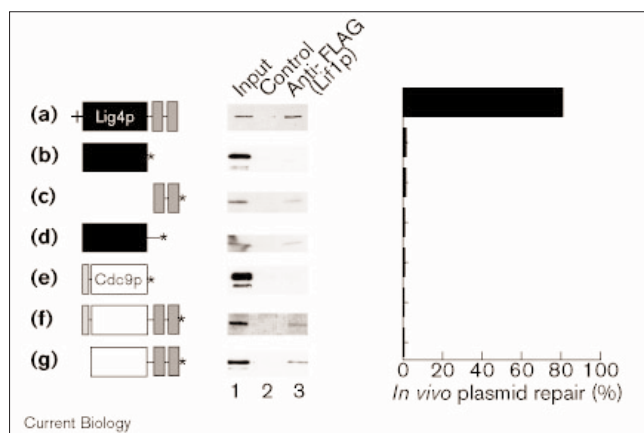 Input
Control
Anti-FLAG
(Lif1p)
(a) Lig4p
(b)
(c)
(d)
(e) Cdc9p
(f)
(g)
1 2 3
0 20 40 60 80 100
In vivo plasmid repair (%)
Current Biology